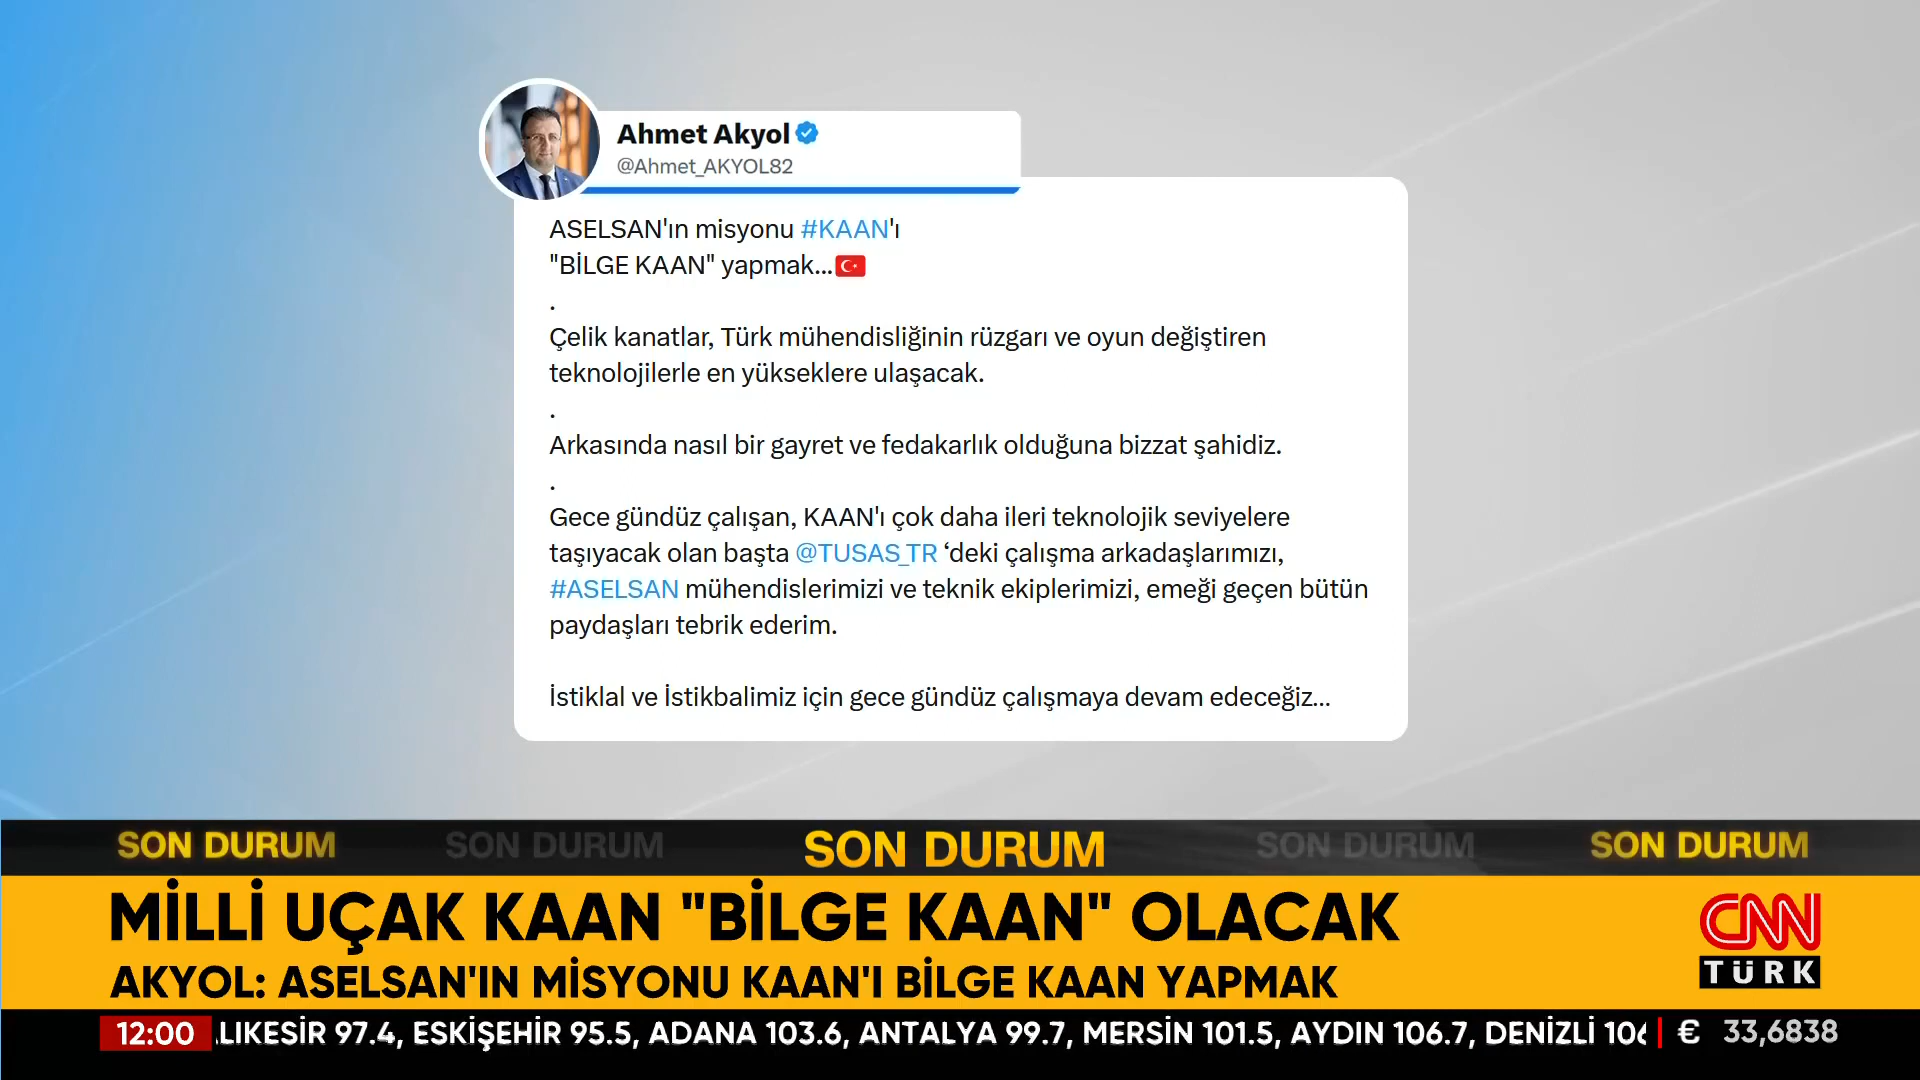 Ahmet Akyol
@Ahmet_AKYOL82
ASELSAN'ın misyonu #KAAN'ı
"BİLGE KAAN" yapmak...
.
Çelik kanatlar, Türk mühendisliğinin rüzgarı ve oyun değiştiren
teknolojilerle en yükseklere ulaşacak.
.
Arkasında nasıl bir gayret ve fedakarlık olduğuna bizzat şahidiz.
.
Gece gündüz çalışan, KAAN'ı çok daha ileri teknolojik seviyelere
taşıyacak olan başta @TUSAS_TR ‘deki çalışma arkadaşlarımızı,
#ASELSAN mühendislerimizi ve teknik ekiplerimizi, emeği geçen bütün
paydaşları tebrik ederim.
İstiklal ve İstikbalimiz için gece gündüz çalışmaya devam edeceğiz...
SON DURUM SON DURUM SON DURUM SON DURUM SON DURUM
MİLLİ UÇAK KAAN "BİLGE KAAN" OLACAK
AKYOL: ASELSAN'IN MİSYONU KAAN'I BİLGE KAAN YAPMAK
CNN
TÜRK
12:00 LIKESİR 97.4, ESKİŞEHİR 95.5, ADANA 103.6, ANTALYA 99.7, MERSİN 101.5, AYDIN 106.7, DENİZLİ 10 € 33,6838